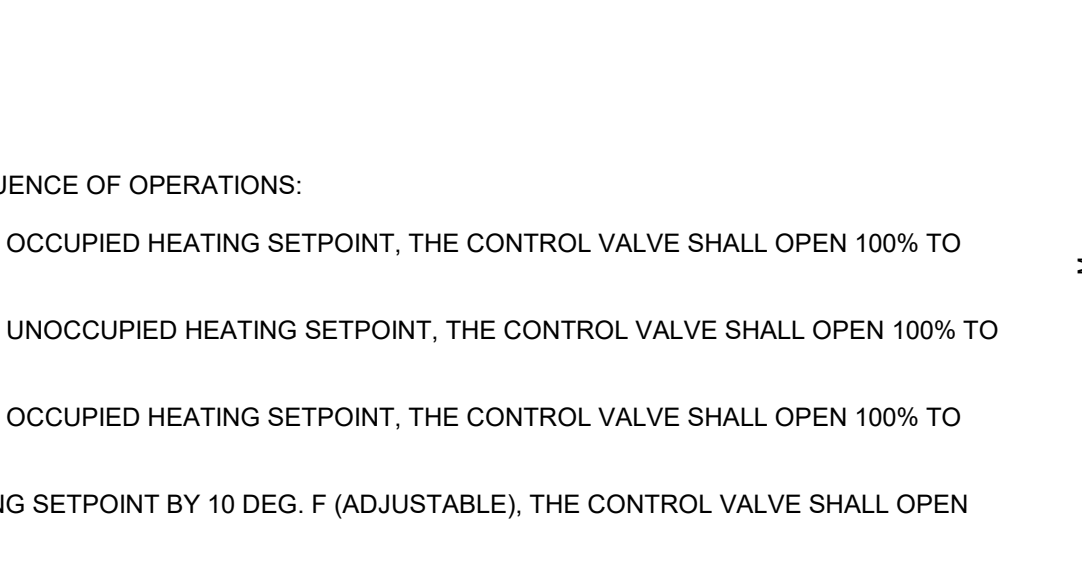 OF OPERATIONS:
OCCUPIED HEATING SETPOINT, THE CONTROL VALVE SHALL OPEN 100% TO
UNOCCUPIED HEATING SETPOINT, THE CONTROL VALVE SHALL OPEN 100% TO
OCCUPIED HEATING SETPOINT, THE CONTROL VALVE SHALL OPEN 100% TO
SETPOINT BY 10 DEG. F (ADJUSTABLE), THE CONTROL VALVE SHALL OPEN